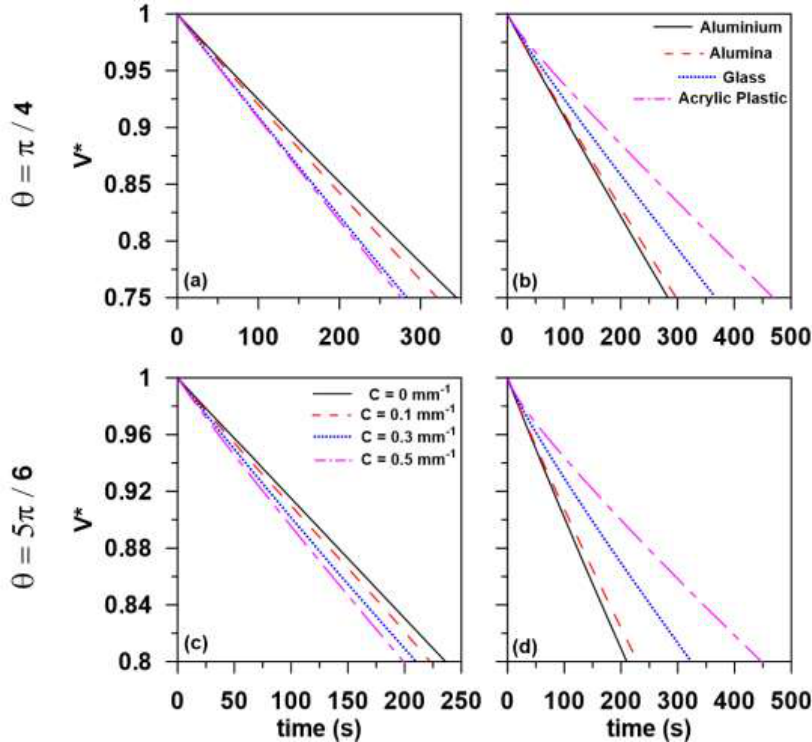 1
0.95
0.9
0.85
0.8
0.75
V*
θ = π / 4
(a)
0 100 200 300
Aluminium
Alumina
Glass
Acrylic Plastic
(b)
0 100 200 300 400 500
1
0.96
0.92
0.88
0.84
0.8
V*
θ = 5π / 6
C = 0 mm⁻¹
C = 0.1 mm⁻¹
C = 0.3 mm⁻¹
C = 0.5 mm⁻¹
(c)
0 50 100 150 200 250
time (s)
(d)
0 100 200 300 400 500
time (s)